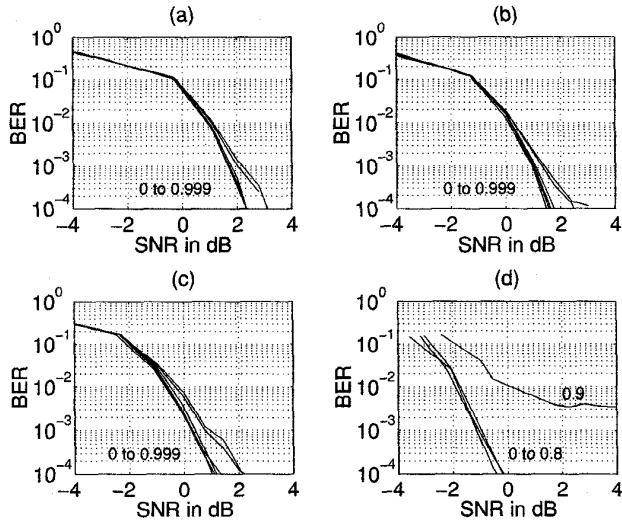 (a)
10^0
10^-1
10^-2
10^-3
10^-4
BER
0 to 0.999
−4 −2 0 2 4
SNR in dB
(b)
10^0
10^-1
10^-2
10^-3
10^-4
BER
0 to 0.999
−4 −2 0 2 4
SNR in dB
(c)
10^0
10^-1
10^-2
10^-3
10^-4
BER
0 to 0.999
−4 −2 0 2 4
SNR in dB
(d)
10^0
10^-1
10^-2
10^-3
10^-4
BER
0.9
0 to 0.8
−4 −2 0 2 4
SNR in dB